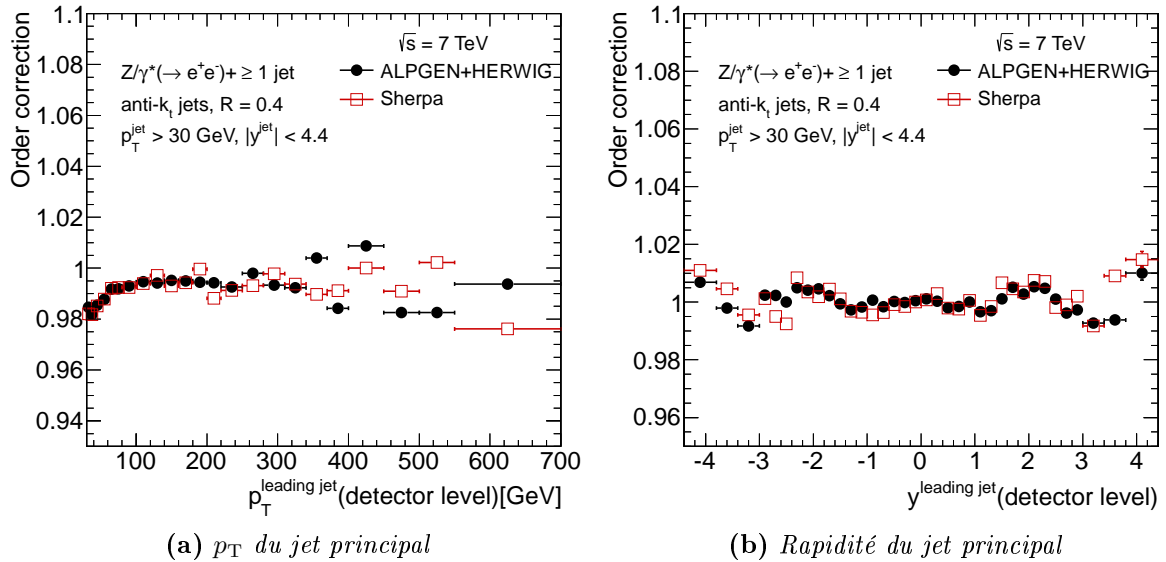 Order correction
1.1
1.08
1.06
1.04
1.02
1
0.98
0.96
0.94
√s = 7 TeV
Z/γ*(→ e⁺e⁻)+ ≥ 1 jet
ALPGEN+HERWIG
anti-kₜ jets, R = 0.4
Sherpa
p_T^jet > 30 GeV, |y^jet| < 4.4
100 200 300 400 500 600 700
p_T^leading jet(detector level)[GeV]
(a) p_T du jet principal
Order correction
1.1
1.08
1.06
1.04
1.02
1
0.98
0.96
√s = 7 TeV
Z/γ*(→ e⁺e⁻)+ ≥ 1 jet
ALPGEN+HERWIG
anti-kₜ jets, R = 0.4
Sherpa
p_T^jet > 30 GeV, |y^jet| < 4.4
-4 -3 -2 -1 0 1 2 3 4
y^leading jet(detector level)
(b) Rapidité du jet principal